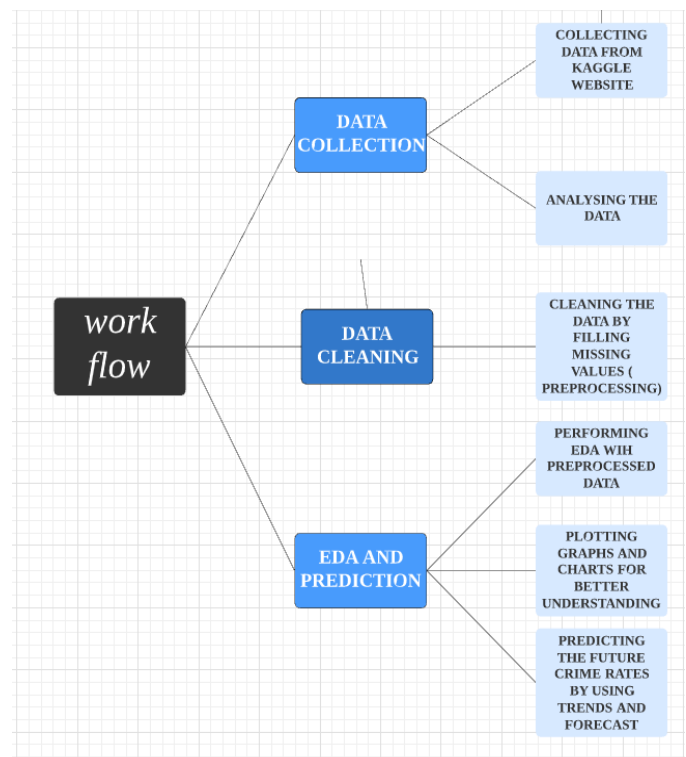 work
flow
DATA
COLLECTION
COLLECTING
DATA FROM
KAGGLE
WEBSITE
ANALYSING THE
DATA
DATA
CLEANING
CLEANING THE
DATA BY
FILLING
MISSING
VALUES (
PREPROCESSING)
EDA AND
PREDICTION
PERFORMING
EDA WIH
PREPROCESSED
DATA
PLOTTING
GRAPHS AND
CHARTS FOR
BETTER
UNDERSTANDING
PREDICTING
THE FUTURE
CRIME RATES
BY USING
TRENDS AND
FORECAST